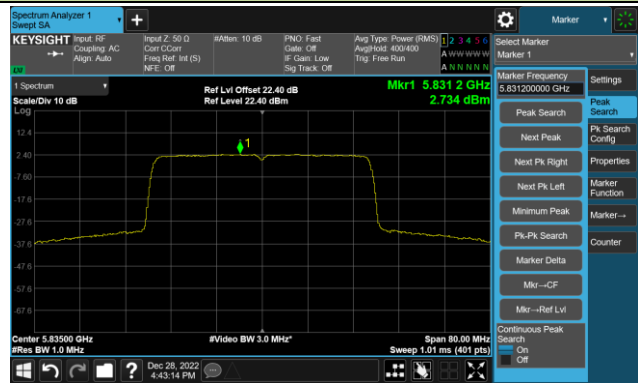 Spectrum Analyzer 1
Swept SA
Marker
KEYSIGHT
Input: RF
Coupling: AC
Align: Auto
Input Z: 50 Ω
Corr CCorr
Freq Ref: Int (S)
NFE: Off
#Atten: 10 dB
PNO: Fast
Gate: Off
IF Gain: Low
Sig Track: Off
Avg Type: Power (RMS)
Avg|Hold: 400/400
Trig: Free Run
1 2 3 4 5 6
A W W W W W
A N N N N N
Select Marker
Marker 1
1 Spectrum
Scale/Div 10 dB
Log
Ref Lvl Offset 22.40 dB
Ref Level 22.40 dBm
Mkr1 5.831 2 GHz
2.734 dBm
12.4
2.40
-7.60
-17.6
-27.6
-37.6
-47.6
-57.6
-67.6
1
Center 5.83500 GHz
#Res BW 1.0 MHz
#Video BW 3.0 MHz*
Span 80.00 MHz
Sweep 1.01 ms (401 pts)
Marker Frequency
5.831200000 GHz
Peak Search
Next Peak
Next Pk Right
Next Pk Left
Minimum Peak
Pk-Pk Search
Marker Delta
Mkr→CF
Mkr→Ref Lvl
Continuous Peak
Search
On
Off
Settings
Peak
Search
Pk Search
Config
Properties
Marker
Function
Marker→
Counter
?
Dec 28, 2022
4:43:14 PM